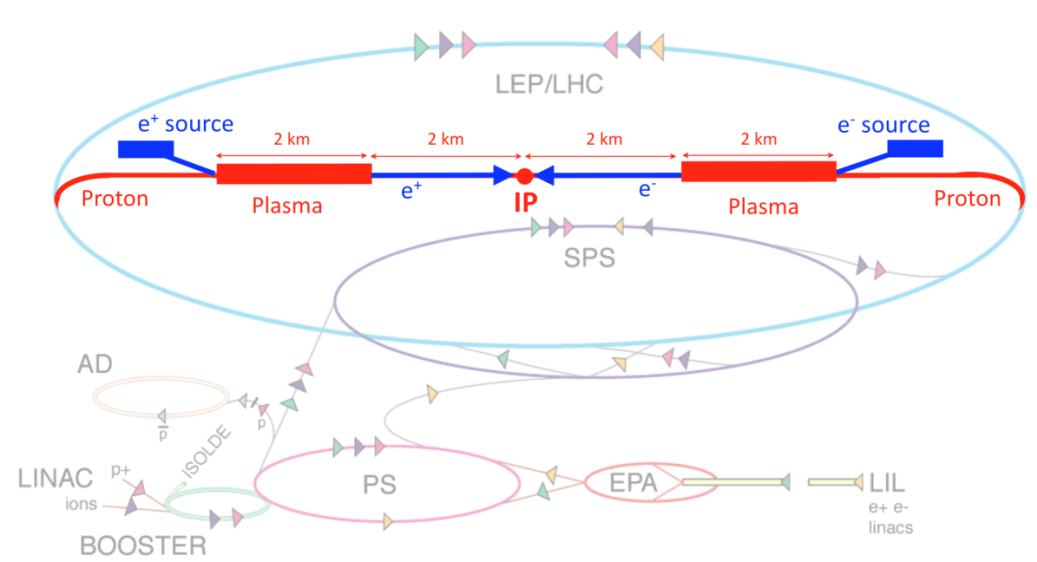 LEP/LHC
e+ source
e- source
2 km
2 km
2 km
2 km
e+
e-
Proton
Plasma
IP
Plasma
Proton
SPS
AD
p̅
p
ISOLDE
LINAC
p+
ions
BOOSTER
PS
EPA
LIL
e+ e-
linacs